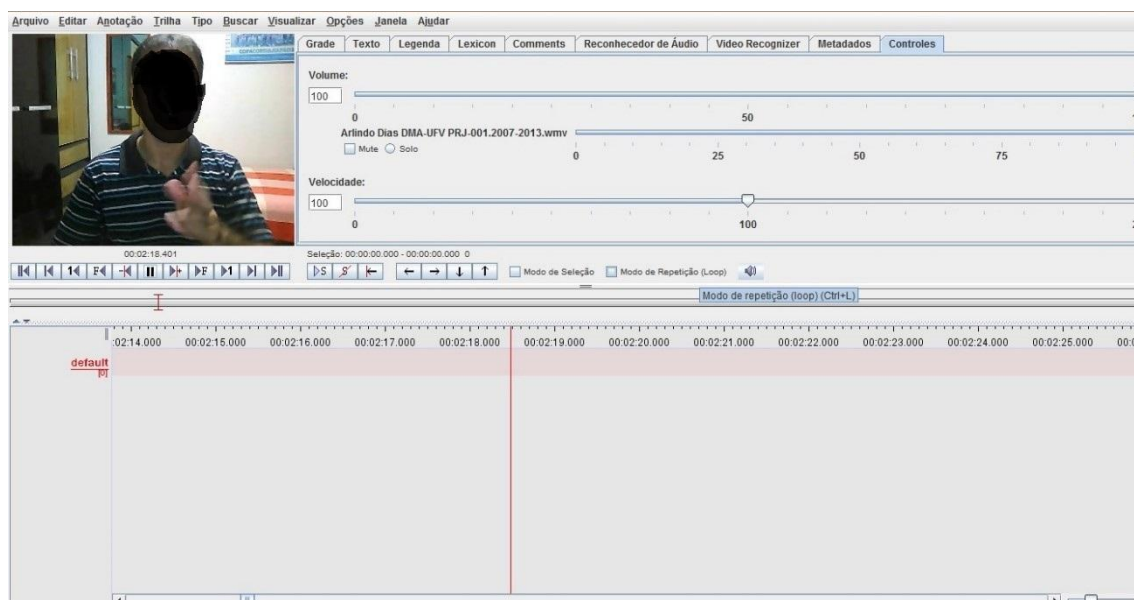 Arquivo Editar Anotação Trilha Tipo Buscar Visualizar Opções Janela Ajudar
Grade Texto Legenda Lexicon Comments Reconhecedor de Áudio Video Recognizer Metadados Controles
Volume:
100
0 50
Arlindo Dias DMA-UFV PRJ-001.2007-2013.wmv
Mute Solo
0 25 50 75
Velocidade:
100
0 100
00:02:18.401
Seleção: 00:00:00.000 - 00:00:00.000 0
1 F F 1 S S Modo de Seleção Modo de Repetição (Loop)
Modo de repetição (loop) (Ctrl+L)
:02:14.000 00:02:15.000 00:02:16.000 00:02:17.000 00:02:18.000 00:02:19.000 00:02:20.000 00:02:21.000 00:02:22.000 00:02:23.000 00:02:24.000 00:02:25.000 00:0
default
[0]